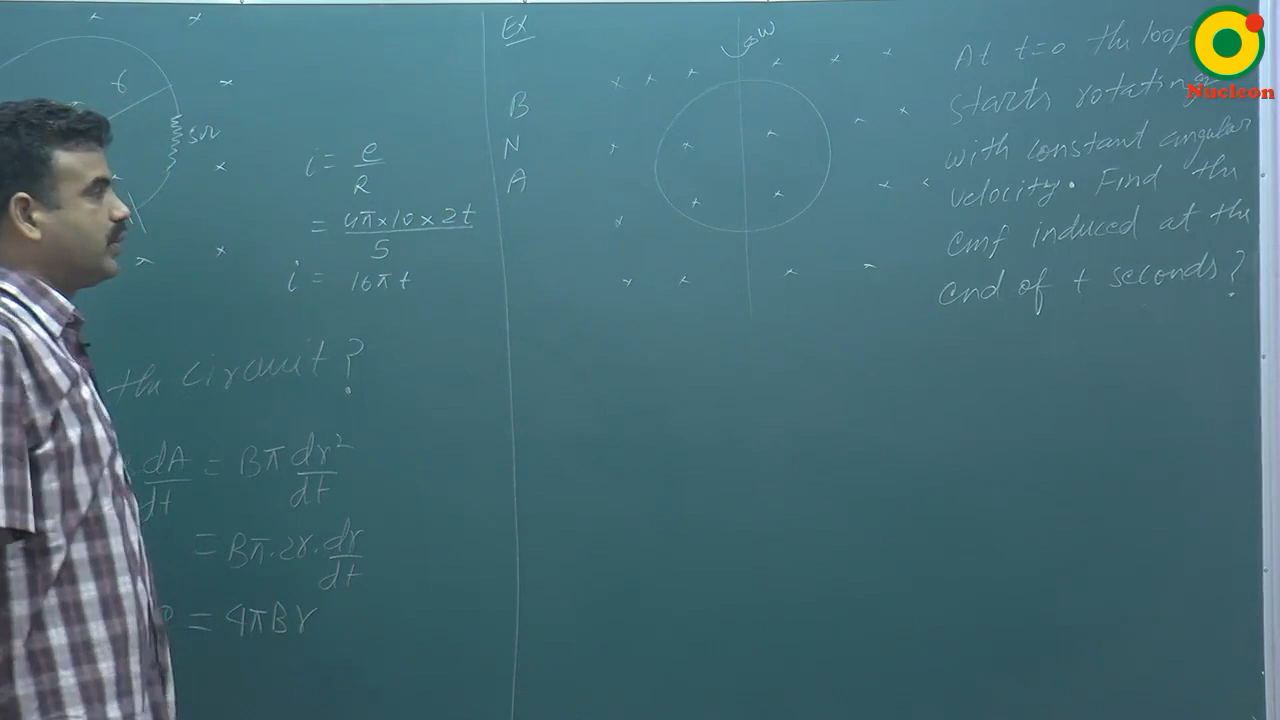 r
5Ω
i = e/R
= 4π×10×2t/5
i = 16πt
the circuit?
dA/dt = Bπ dr²/dt
= Bπ.2r.dr/dt
= 4πBr
Ex
ω
B
N
A
At t=0 the loop
starts rotating
with constant angular
velocity. Find the
emf induced at the
end of t seconds?
Nucleon